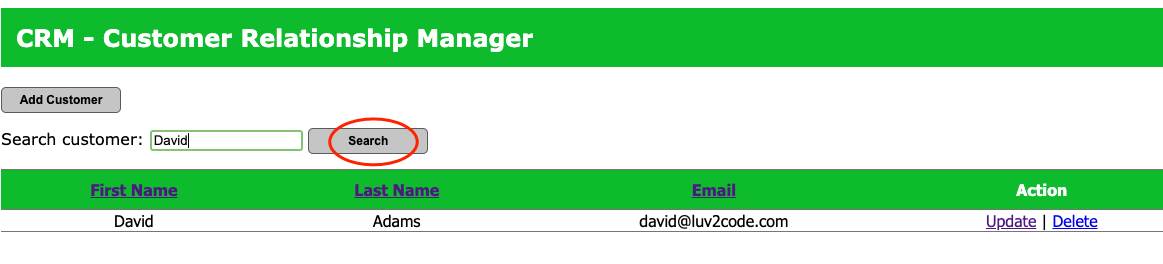 CRM - Customer Relationship Manager
Add Customer
Search customer: David Search
First Name Last Name Email Action
David Adams david@luv2code.com Update | Delete